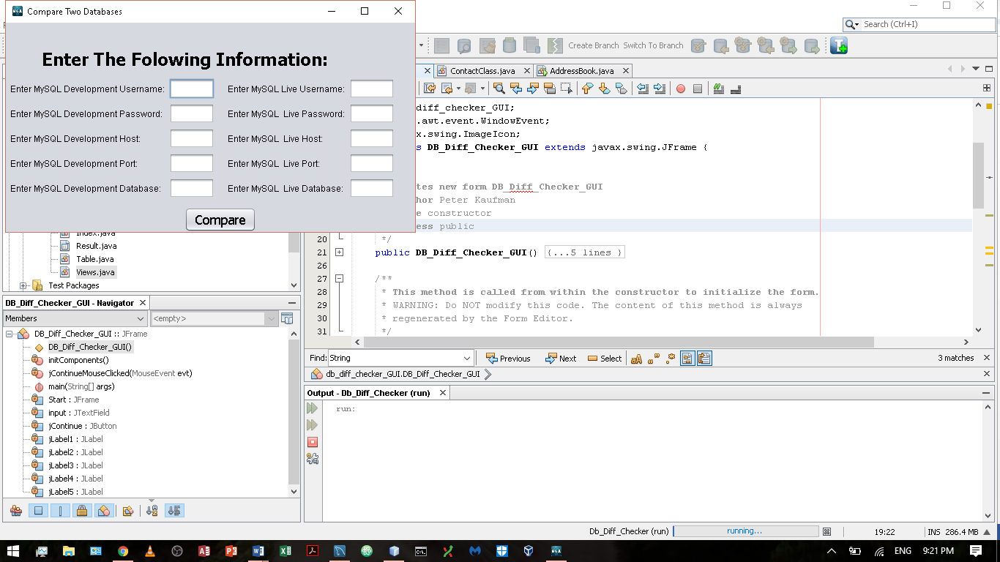 Compare Two Databases
Enter The Folowing Information:
Enter MySQL Development Username:
Enter MySQL Live Username:
Enter MySQL Development Password:
Enter MySQL  Live Password:
Enter MySQL Development Host:
Enter MySQL  Live Host:
Enter MySQL Development Port:
Enter MySQL  Live Port:
Enter MySQL Development Database:
Enter MySQL  Live Database:
Compare
Search (Ctrl+I)
Create Branch Switch To Branch
ContactClass.java
AddressBook.java
diff_checker_GUI;
.awt.event.WindowEvent;
x.swing.ImageIcon;
s DB_Diff_Checker_GUI extends javax.swing.JFrame {
tes new form DB_Diff_Checker_GUI
hor Peter Kaufman
e constructor
ess public
20 */
21 public DB_Diff_Checker_GUI() {...5 lines }
26
27 /**
28 * This method is called from within the constructor to initialize the form.
29 * WARNING: Do NOT modify this code. The content of this method is always
30 * regenerated by the Form Editor.
31 */
Index.java
Result.java
Table.java
Views.java
Test Packages
DB_Diff_Checker_GUI - Navigator
Members
<empty>
DB_Diff_Checker_GUI :: JFrame
DB_Diff_Checker_GUI()
initComponents()
jContinueMouseClicked(MouseEvent evt)
main(String[] args)
Start : JFrame
input : JTextField
jContinue : JButton
jLabel1 : JLabel
jLabel2 : JLabel
jLabel3 : JLabel
jLabel4 : JLabel
jLabel5 : JLabel
Find: String
Previous
Next
Select
3 matches
db_diff_checker_GUI.DB_Diff_Checker_GUI
Output - Db_Diff_Checker (run)
run:
Db_Diff_Checker (run)
running...
19:22
INS 286.4 MB
ENG
9:21 PM